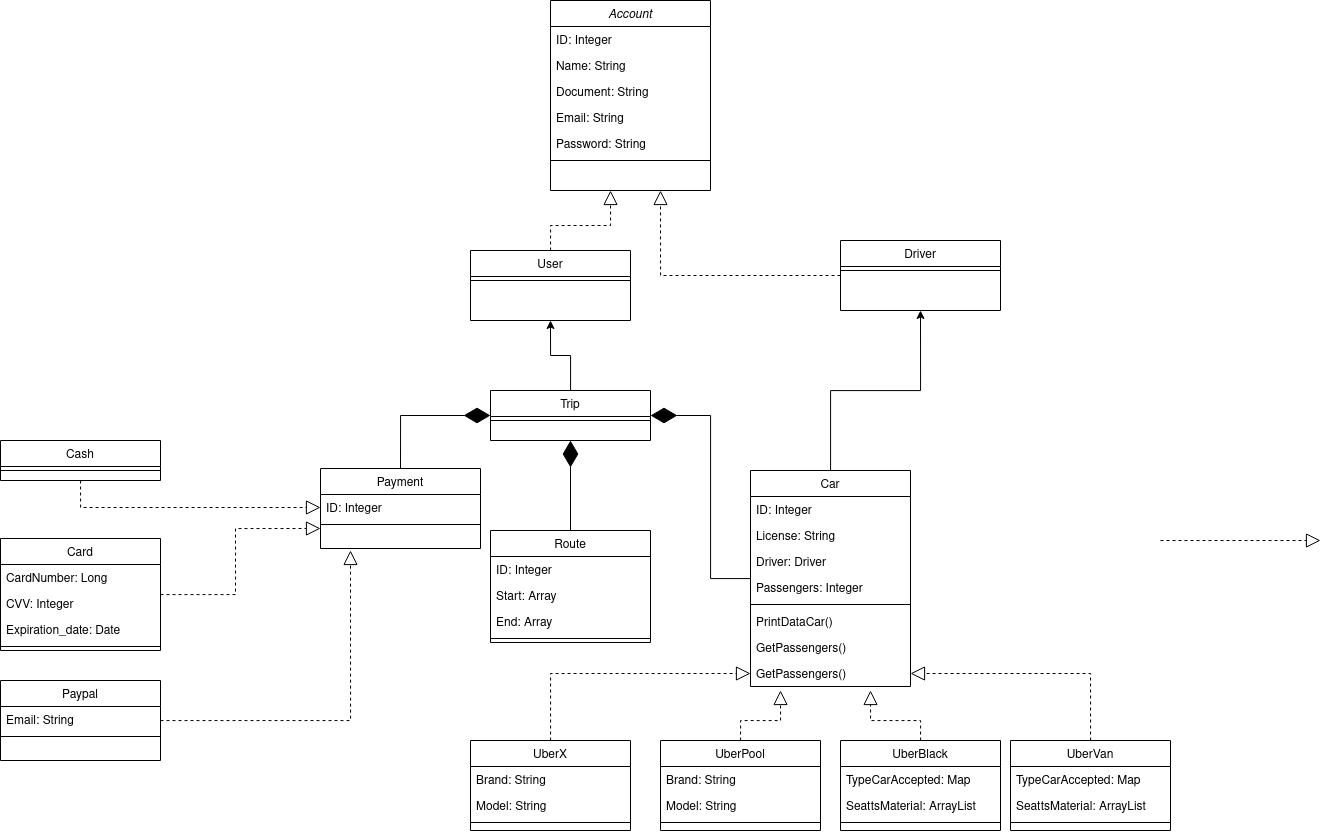 Account
ID: Integer
Name: String
Document: String
Email: String
Password: String
User
Driver
Trip
Cash
Payment
ID: Integer
Card
CardNumber: Long
CVV: Integer
Expiration_date: Date
Paypal
Email: String
Route
ID: Integer
Start: Array
End: Array
Car
ID: Integer
License: String
Driver: Driver
Passengers: Integer
PrintDataCar()
GetPassengers()
GetPassengers()
UberX
Brand: String
Model: String
UberPool
Brand: String
Model: String
UberBlack
TypeCarAccepted: Map
SeattsMaterial: ArrayList
UberVan
TypeCarAccepted: Map
SeattsMaterial: ArrayList